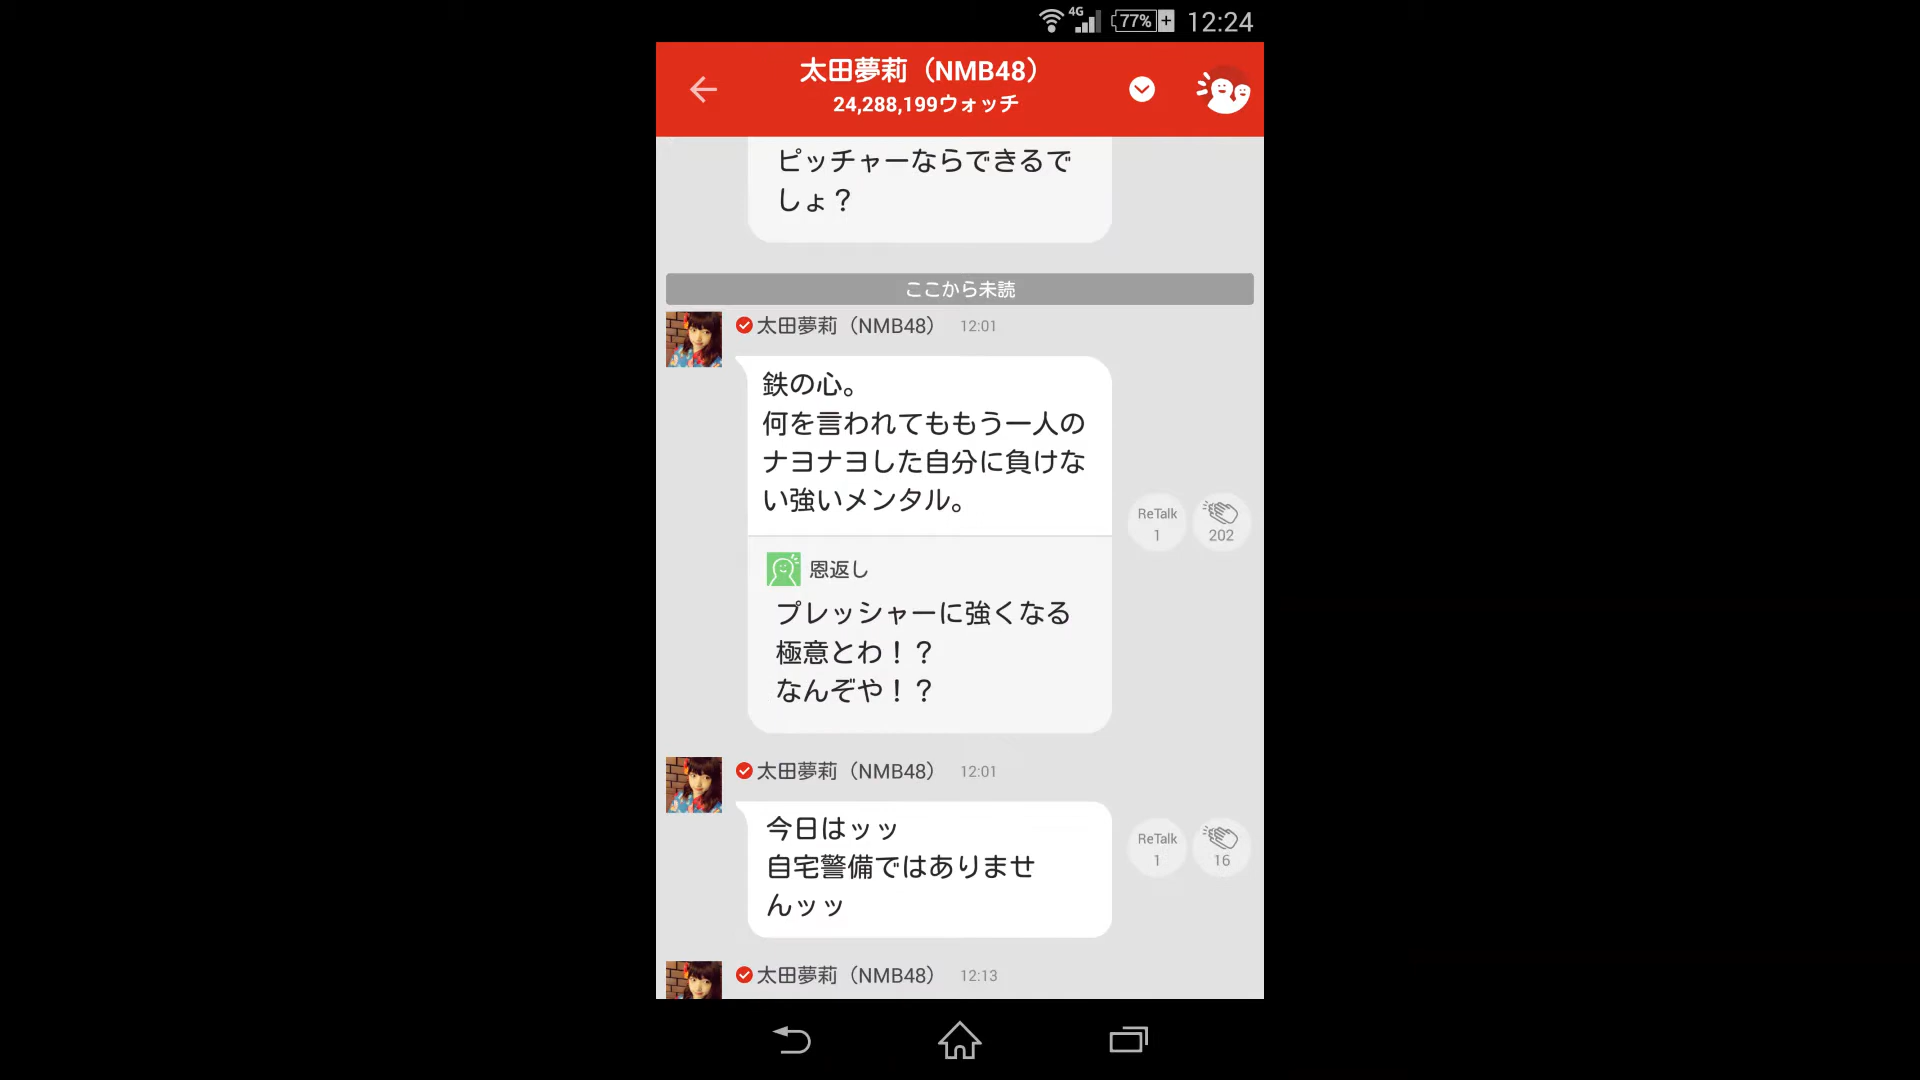 4G 77% 12:24
太田夢莉（NMB48）
24,288,199ウォッチ
ピッチャーならできるで
しょ？
ここから未読
太田夢莉（NMB48） 12:01
鉄の心。
何を言われてももう一人の
ナヨナヨした自分に負けな
い強いメンタル。
ReTalk
1
202
恩返し
プレッシャーに強くなる
極意とわ！？
なんぞや！？
太田夢莉（NMB48） 12:01
今日はッッ
自宅警備ではありませ
んッッ
ReTalk
1
16
太田夢莉（NMB48） 12:13